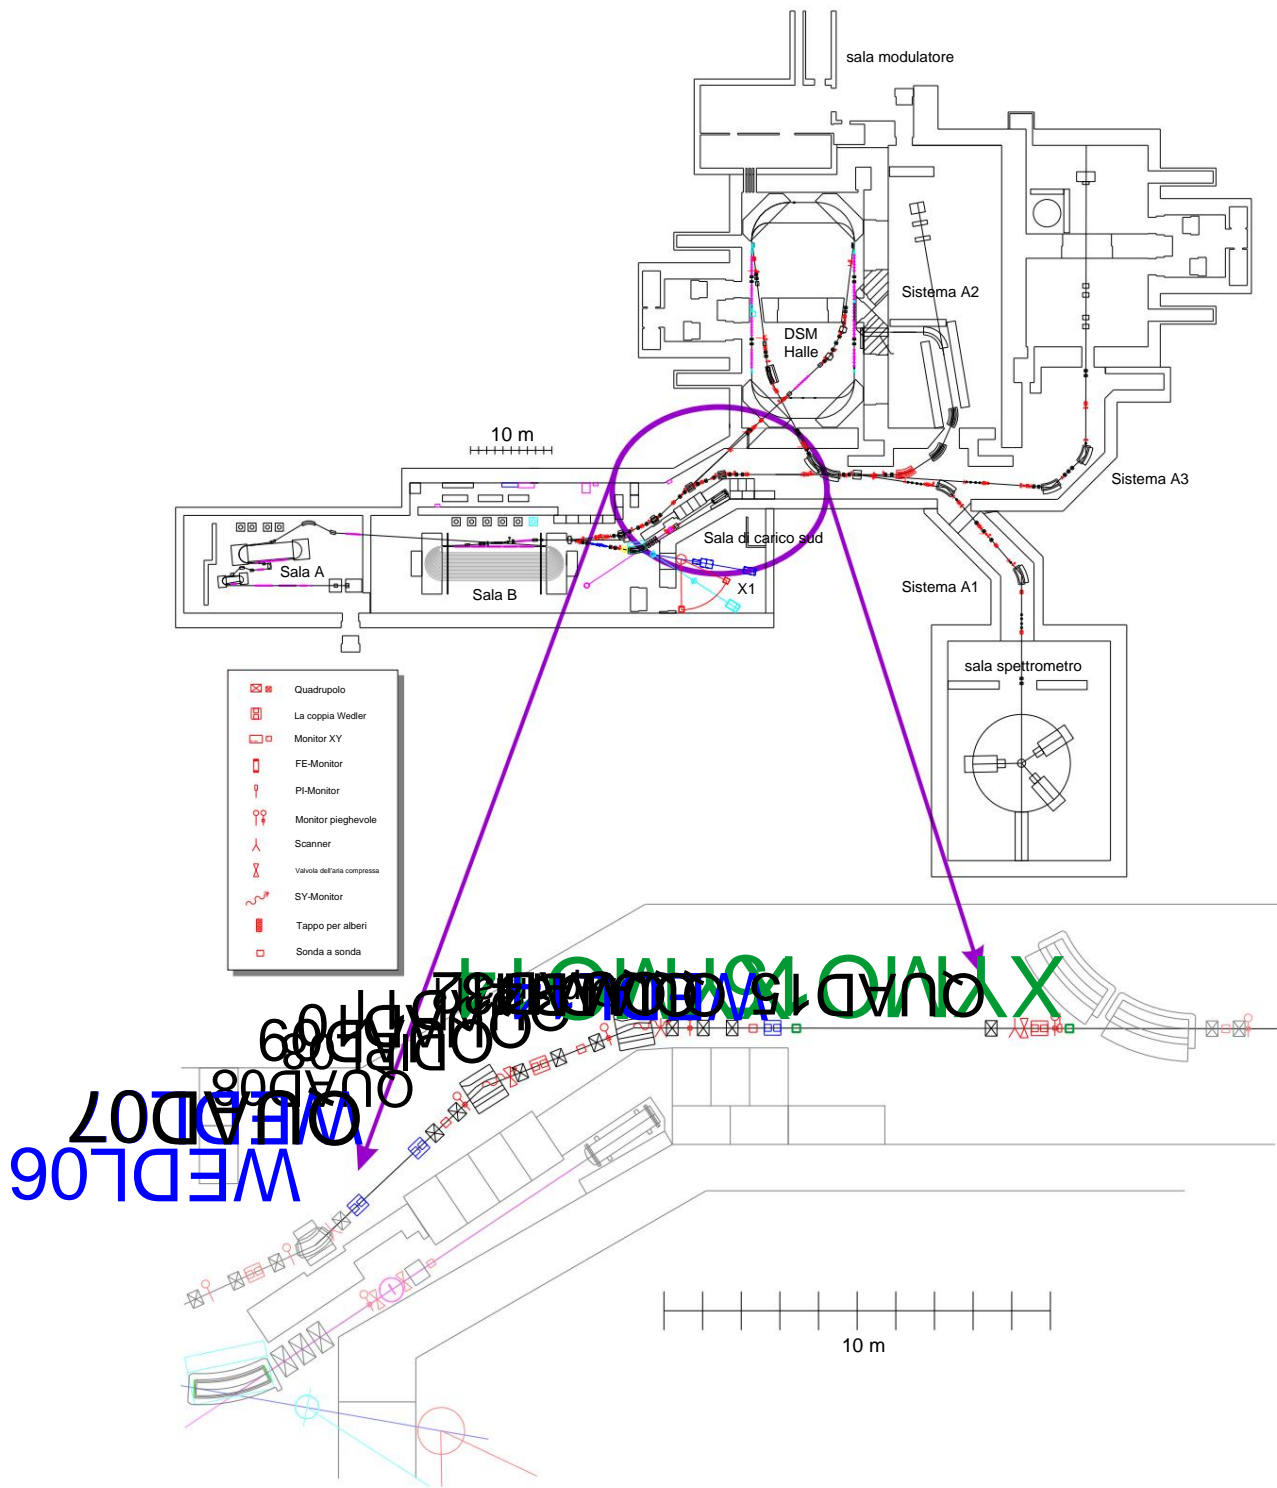 sala modulatore
Sistema A2
DSM
Halle
10 m
Sistema A3
Sala di carico sud
Sala A
Sala B
X1
Sistema A1
sala spettrometro
Quadrupolo
La coppia Wedler
Monitor XY
FE-Monitor
PI-Monitor
Monitor pieghevole
Scanner
Valvola dell'aria compressa
SY-Monitor
Tappo per alberi
Sonda a sonda
QUAD15
QUAD08
QUAD07
WEDL06
10 m